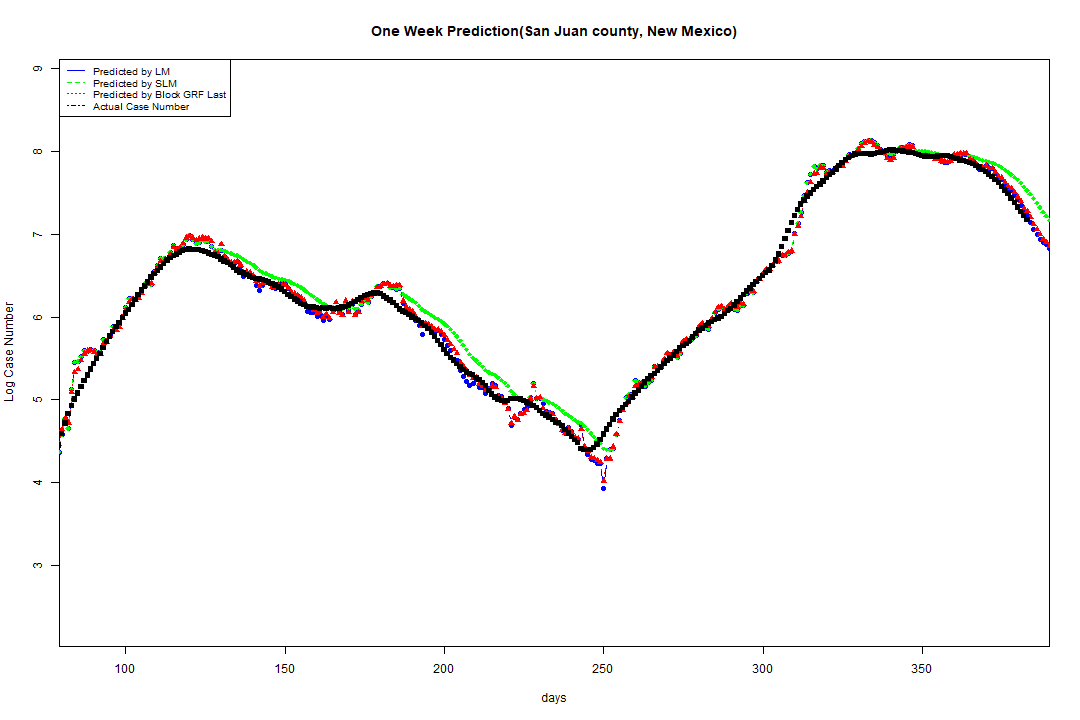 One Week Prediction(San Juan county, New Mexico)
Predicted by LM
Predicted by SLM
Predicted by Block GRF Last
Actual Case Number
9
8
7
6
5
4
3
Log Case Number
100 150 200 250 300 350
days